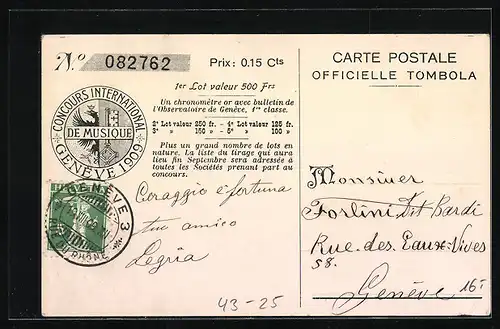 No 082762
Prix: 0.15 Cts
1er Lot valeur 500 Frs
Un chronomètre or avec bulletin de
l'Observatoire de Genève, 1re classe.
2e Lot valeur 250 fr. - 4e Lot valeur 125 fr.
3e » 150 » - 5e » 100 »
Plus un grand nombre de lots en
nature. La liste du tirage qui aura
lieu fin Septembre sera adressée à
toutes les Sociétés prenant part au
concours.
CONCOURS INTERNATIONAL
DE MUSIQUE
GENÈVE 1909
GENÈVE 3
RHÔNE
Coraggio e fortuna
tuo amico
43-25
CARTE POSTALE
OFFICIELLE TOMBOLA
Monsieur
Forlini Dit Bardi
Rue des Eaux-Vives
58.
Genève
16-